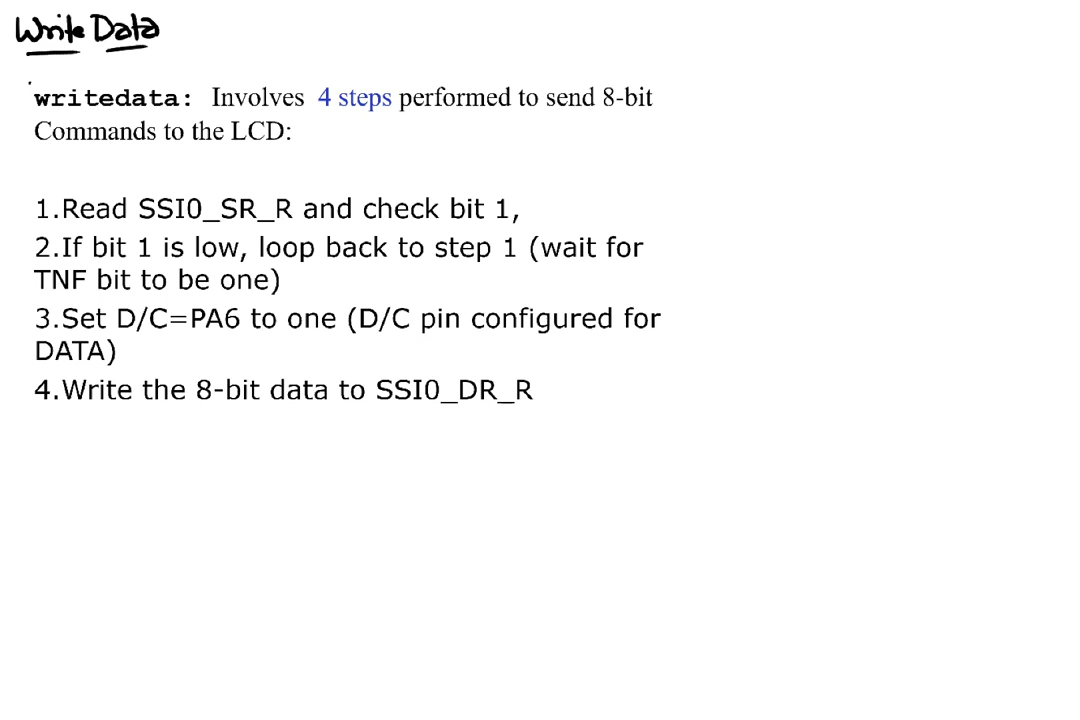 Write Data
writedata: Involves 4 steps performed to send 8-bit
Commands to the LCD:
1.Read SSI0_SR_R and check bit 1,
2.If bit 1 is low, loop back to step 1 (wait for
TNF bit to be one)
3.Set D/C=PA6 to one (D/C pin configured for
DATA)
4.Write the 8-bit data to SSI0_DR_R